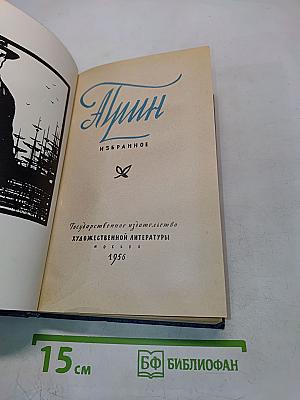 А. Грин
ИЗБРАННОЕ
Государственное издательство
ХУДОЖЕСТВЕННОЙ ЛИТЕРАТУРЫ
МОСКВА
1956
15 см
БФ БИБЛИОФАН